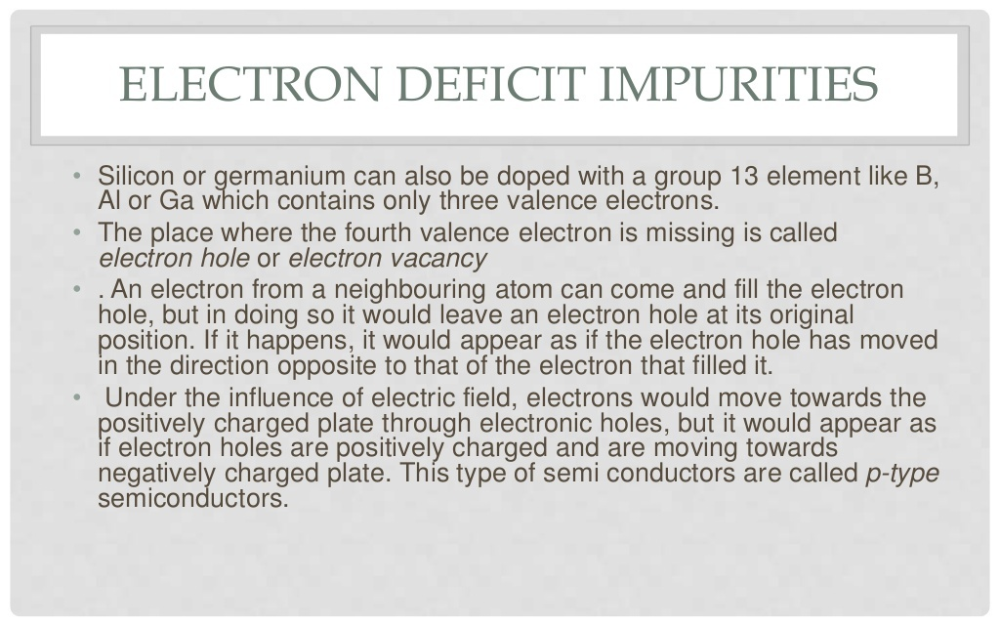 ELECTRON DEFICIT IMPURITIES
• Silicon or germanium can also be doped with a group 13 element like B,
Al or Ga which contains only three valence electrons.
• The place where the fourth valence electron is missing is called
electron hole or electron vacancy
• . An electron from a neighbouring atom can come and fill the electron
hole, but in doing so it would leave an electron hole at its original
position. If it happens, it would appear as if the electron hole has moved
in the direction opposite to that of the electron that filled it.
• Under the influence of electric field, electrons would move towards the
positively charged plate through electronic holes, but it would appear as
if electron holes are positively charged and are moving towards
negatively charged plate. This type of semi conductors are called p-type
semiconductors.